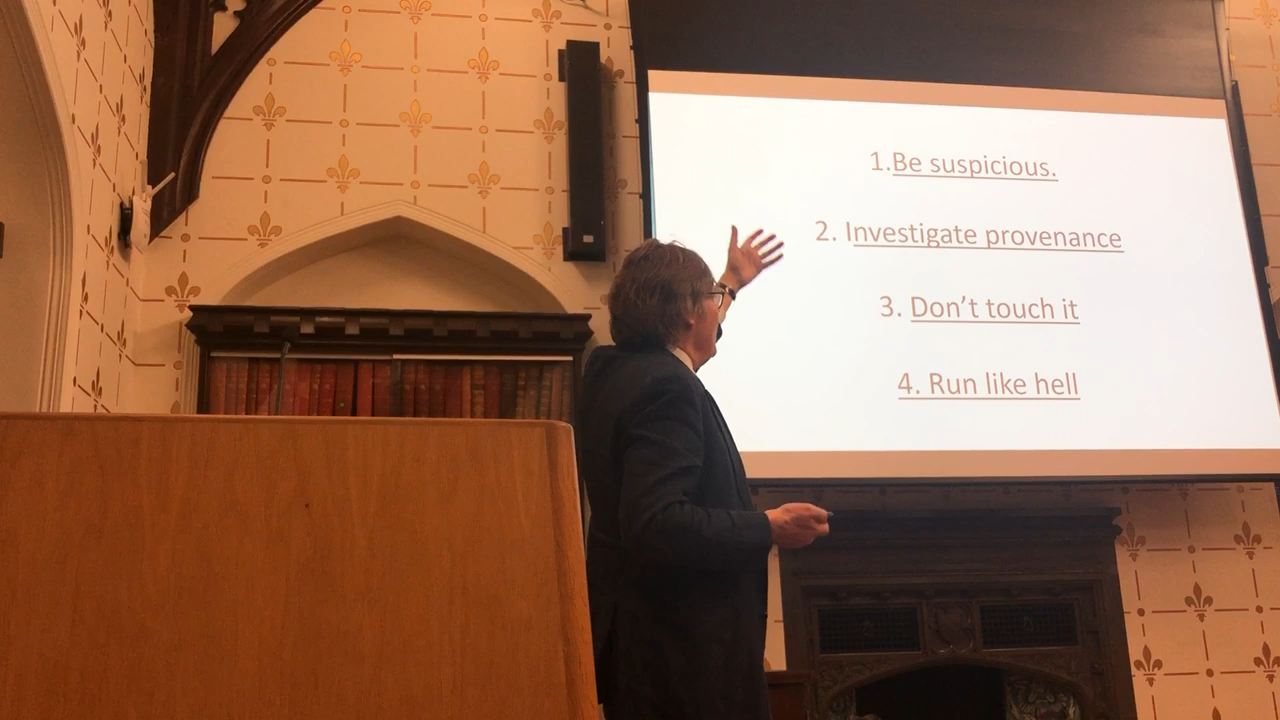 1.Be suspicious.
2. Investigate provenance
3. Don’t touch it
4. Run like hell